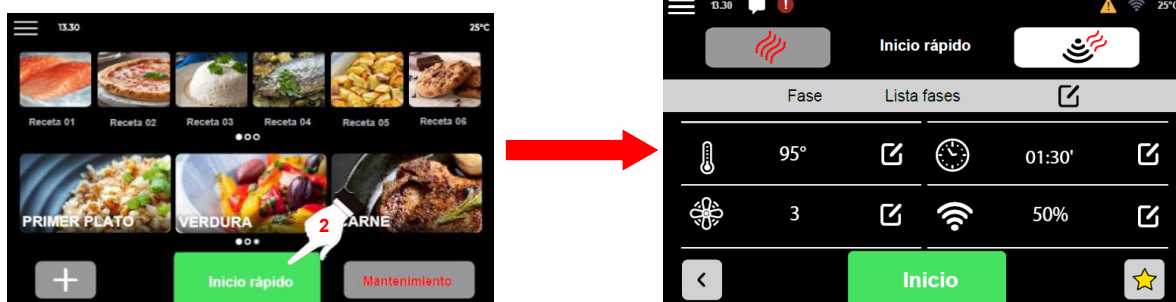 13.30
25°C
Receta 01
Receta 02
Receta 03
Receta 04
Receta 05
Receta 06
PRIMER PLATO
VERDURA
CARNE
2
Inicio rápido
Mantenimiento
13.30
25°C
Inicio rápido
Fase
Lista fases
95°
01:30'
3
50%
Inicio